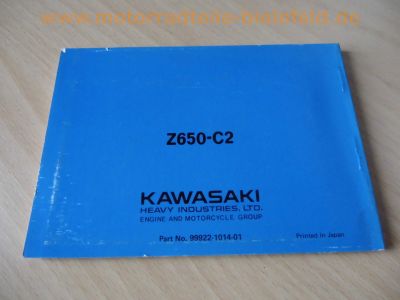 www.motorradteile-bielefeld.de
Z650-C2
KAWASAKI
HEAVY INDUSTRIES, LTD.
ENGINE AND MOTORCYCLE GROUP
Part No. 99922-1014-01
Printed in Japan